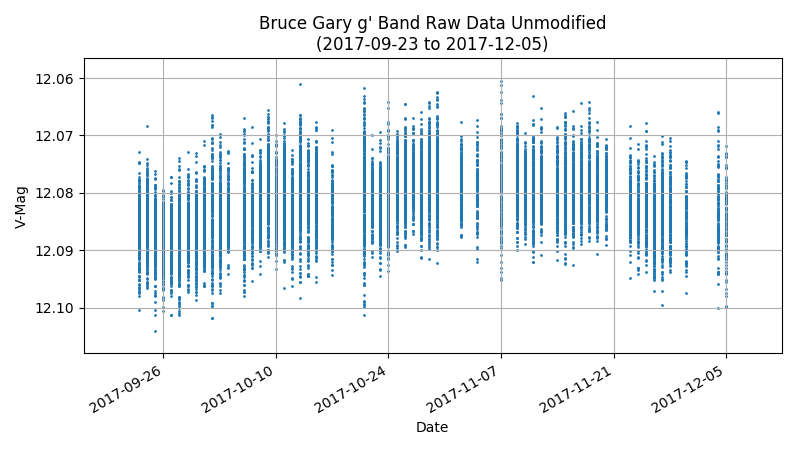 Bruce Gary g' Band Raw Data Unmodified
(2017-09-23 to 2017-12-05)
V-Mag
12.06
12.07
12.08
12.09
12.10
2017-09-26
2017-10-10
2017-10-24
2017-11-07
2017-11-21
2017-12-05
Date